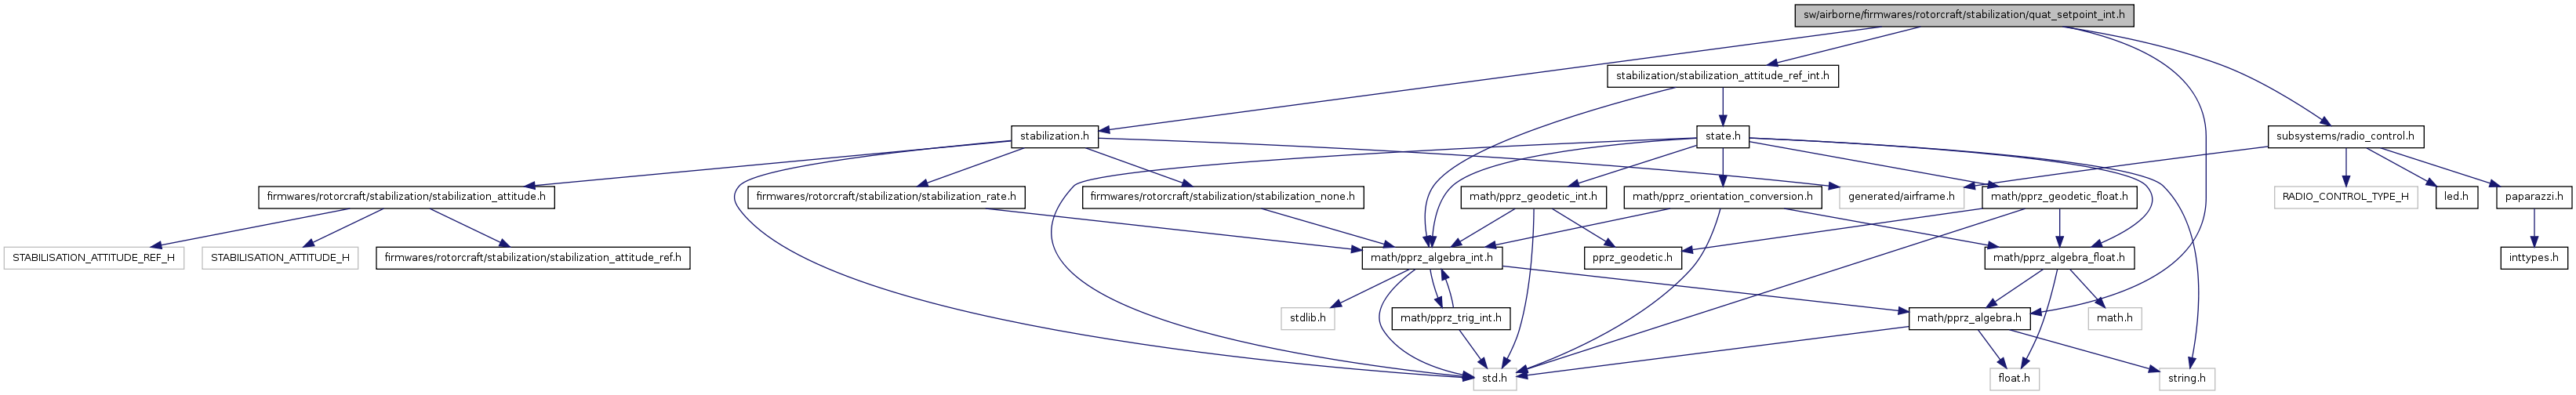 sw/airborne/firmwares/rotorcraft/stabilization/quat_setpoint_int.h
stabilization/stabilization_attitude_ref_int.h
stabilization.h
state.h
subsystems/radio_control.h
firmwares/rotorcraft/stabilization/stabilization_attitude.h
firmwares/rotorcraft/stabilization/stabilization_rate.h
firmwares/rotorcraft/stabilization/stabilization_none.h
math/pprz_geodetic_int.h
math/pprz_orientation_conversion.h
generated/airframe.h
math/pprz_geodetic_float.h
RADIO_CONTROL_TYPE_H
led.h
paparazzi.h
STABILISATION_ATTITUDE_REF_H
STABILISATION_ATTITUDE_H
firmwares/rotorcraft/stabilization/stabilization_attitude_ref.h
math/pprz_algebra_int.h
pprz_geodetic.h
math/pprz_algebra_float.h
inttypes.h
stdlib.h
math/pprz_trig_int.h
math/pprz_algebra.h
math.h
std.h
float.h
string.h